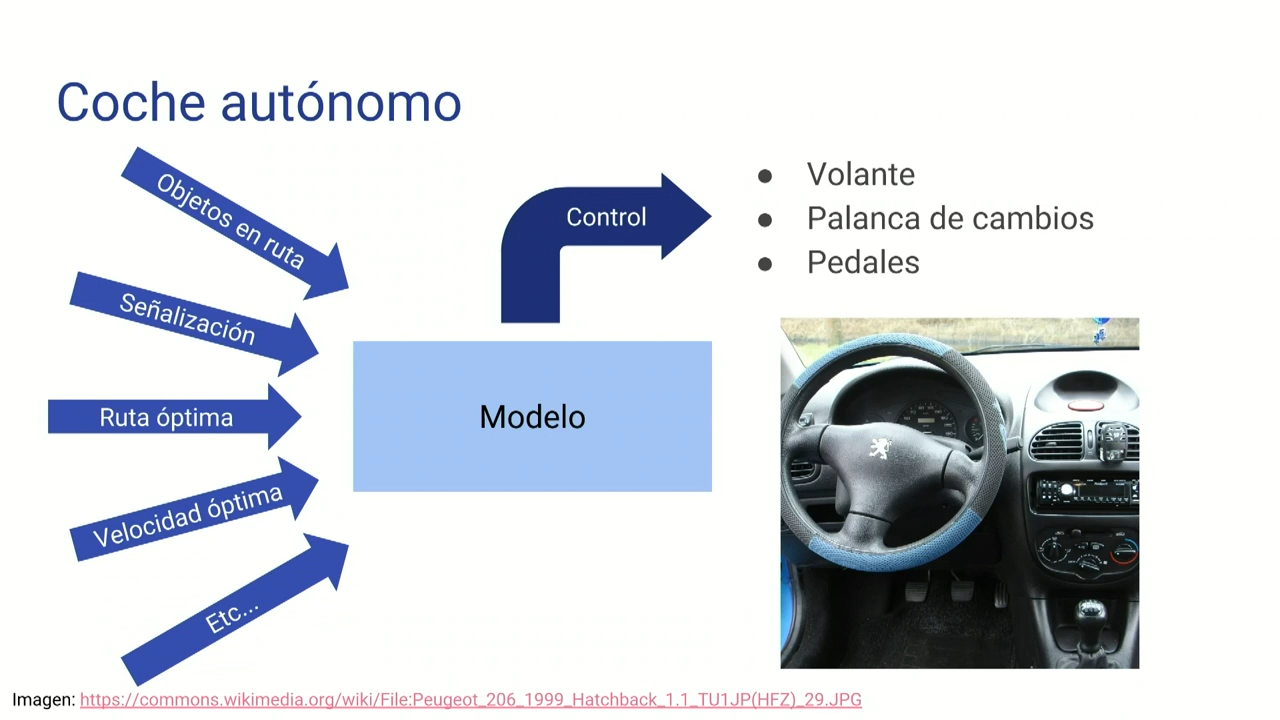 Coche autónomo
Objetos en ruta
Señalización
Ruta óptima
Velocidad óptima
Etc...
Modelo
Control
● Volante
● Palanca de cambios
● Pedales
Imagen: https://commons.wikimedia.org/wiki/File:Peugeot_206_1999_Hatchback_1.1_TU1JP(HFZ)_29.JPG